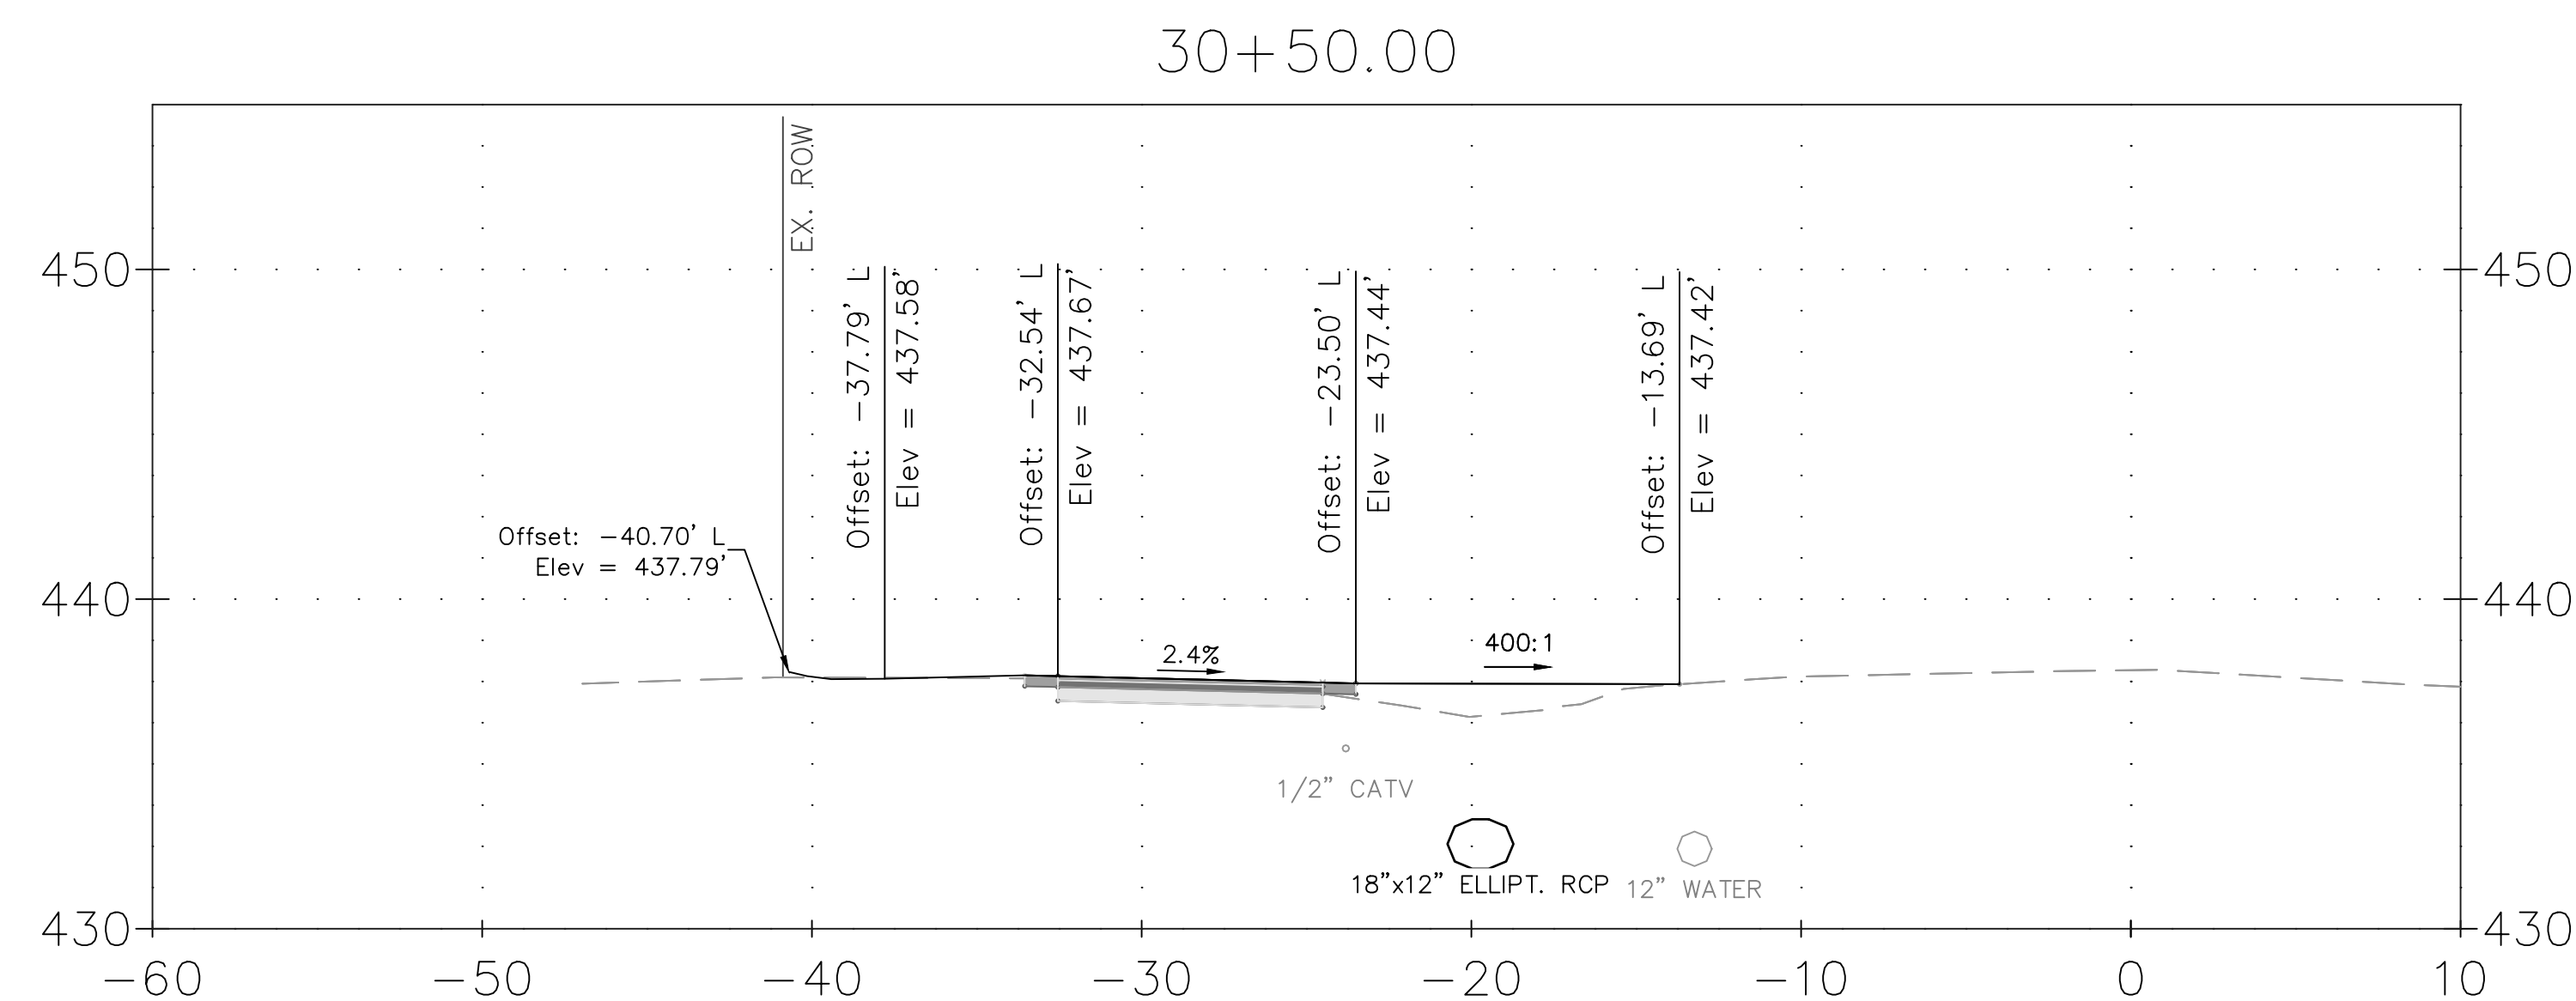 30+50.00
EX. ROW
450
450
Offset: -37.79' L
Elev = 437.58'
Offset: -32.54' L
Elev = 437.67'
Offset: -23.50' L
Elev = 437.44'
Offset: -13.69' L
Elev = 437.42'
Offset: -40.70' L
Elev = 437.79'
440
440
2.4%
400:1
1/2" CATV
18"x12" ELLIPT. RCP
12" WATER
430
430
-60
-50
-40
-30
-20
-10
0
10